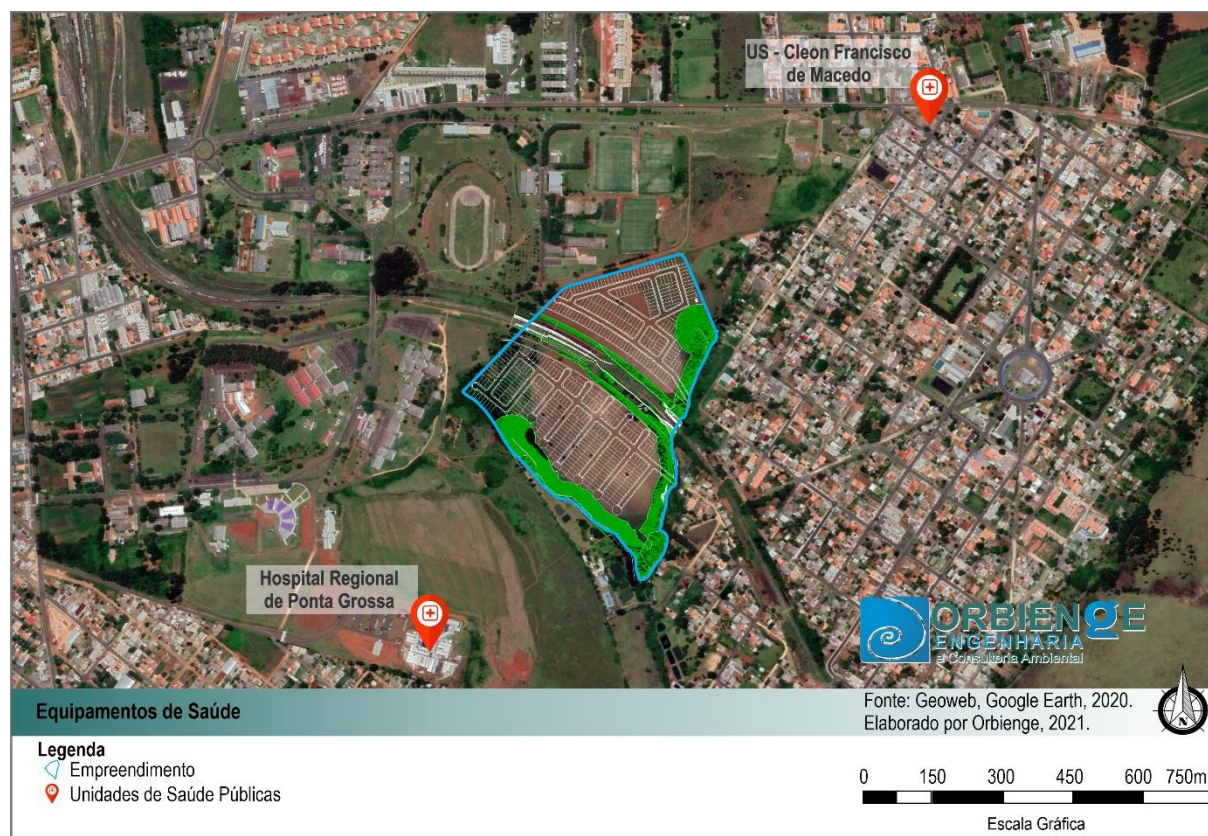 US - Cleon Francisco
de Macedo
Hospital Regional
de Ponta Grossa
ORBIENGE
ENGENHARIA
e Consultoria Ambiental
Equipamentos de Saúde
Fonte: Geoweb, Google Earth, 2020.
Elaborado por Orbienge, 2021.
N
Legenda
Empreendimento
Unidades de Saúde Públicas
0 150 300 450 600 750m
Escala Gráfica